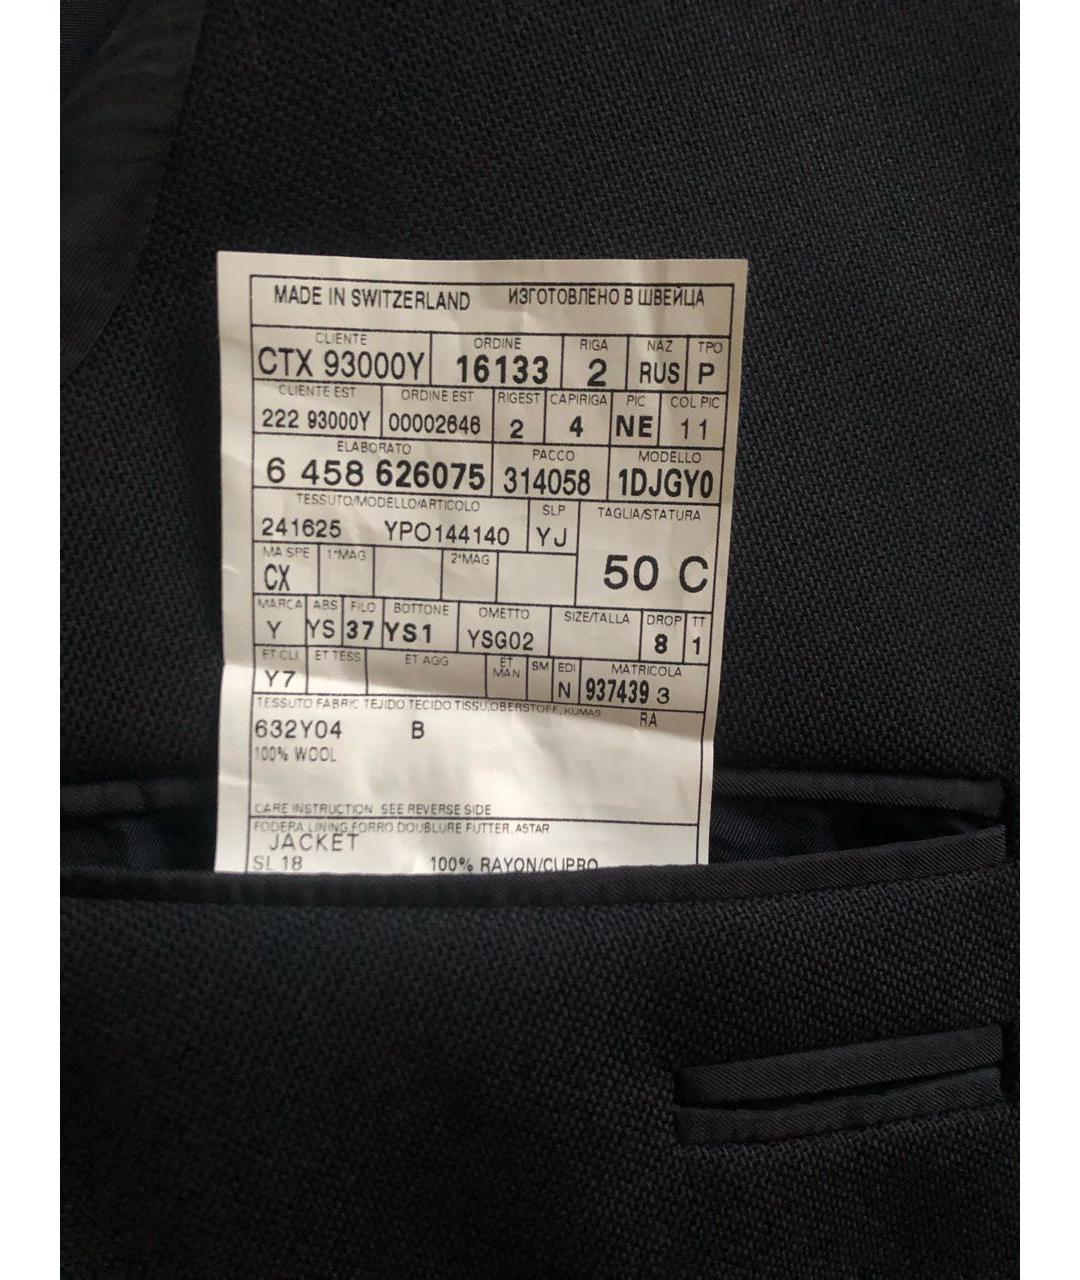 MADE IN SWITZERLAND ИЗГОТОВЛЕНО В ШВЕЙЦА
CLIENTE ORDINE RIGA NAZ TPO
CTX 93000Y 16133 2 RUS P
CLIENTE EST ORDINE EST RIGEST CAPIRIGA PIC COL PIC
222 93000Y 00002646 2 4 NE 11
ELABORATO PACCO MODELLO
6 458 626075 314058 1DJGY0
TESSUTO/MODELLO/ARTICOLO SLP TAGLIA/STATURA
241625 YPO144140 YJ 50 C
MA SPE 1°MAG 2°MAG
CX
MARCA ABS FILO BOTTONE OMETTO SIZE/TALLA DROP TT
Y YS 37 YS1 YSG02 8 1
ET CLI ET TESS ET AGG ET MAN SM EDI MATRICOLA
Y7 N 937439 3
TESSUTO FABRIC TEJIDO TECIDO TISSU,OBERSTOFF,KUMAS RA
632Y04 B
100% WOOL
CARE INSTRUCTION SEE REVERSE SIDE
FODERA LINING,FORRO DOUBLURE FUTTER, ASTAR
JACKET
SL 18 100% RAYON/CUPRO